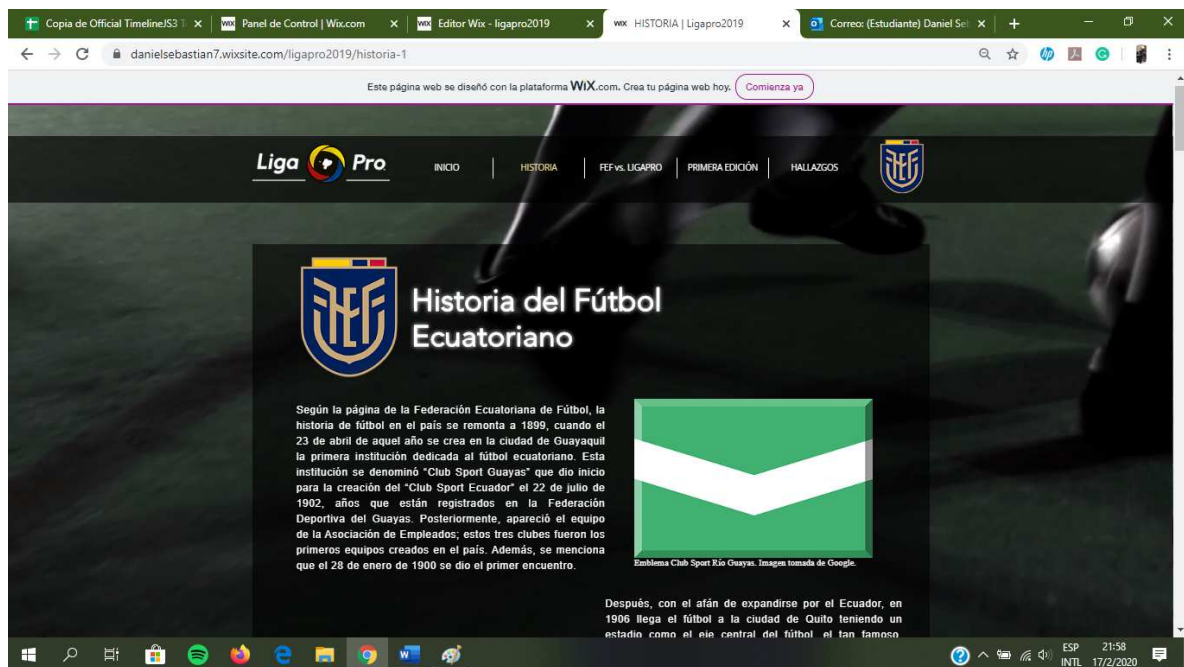 Copia de Official TimelineJS3 T
Panel de Control | Wix.com
Editor Wix - ligapro2019
HISTORIA | Ligapro2019
Correo: (Estudiante) Daniel Se
danielsebastian7.wixsite.com/ligapro2019/historia-1
Este página web se diseñó con la plataforma WiX.com. Crea tu página web hoy. Comienza ya
Liga Pro INICIO | HISTORIA | FEF vs. LIGAPRO | PRIMERA EDICIÓN | HALLAZGOS
Historia del Fútbol
Ecuatoriano
Según la página de la Federación Ecuatoriana de Fútbol, la
historia de fútbol en el país se remonta a 1899, cuando el
23 de abril de aquel año se crea en la ciudad de Guayaquil
la primera institución dedicada al fútbol ecuatoriano. Esta
institución se denominó "Club Sport Guayas" que dio inicio
para la creación del "Club Sport Ecuador" el 22 de julio de
1902, años que están registrados en la Federación
Deportiva del Guayas. Posteriormente, apareció el equipo
de la Asociación de Empleados; estos tres clubes fueron los
primeros equipos creados en el país. Además, se menciona
que el 28 de enero de 1900 se dio el primer encuentro.
Emblema Club Sport Río Guayas. Imagen tomada de Google.
Después, con el afán de expandirse por el Ecuador, en
1906 llega el fútbol a la ciudad de Quito teniendo un
estadio como el eje central del fútbol, el tan famoso,
ESP 21:58
INTL 17/2/2020